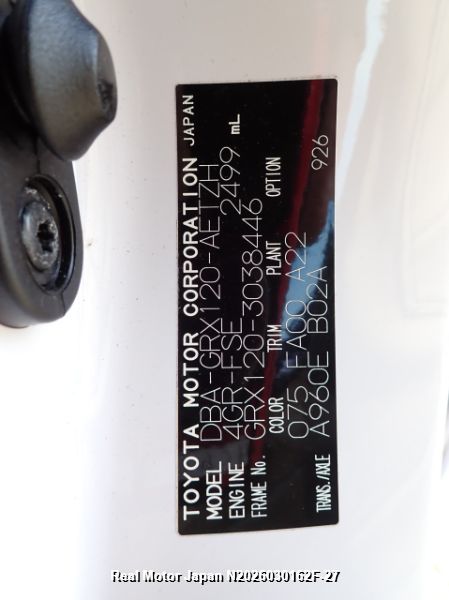 TOYOTA MOTOR CORPORATION JAPAN
MODEL DBA-GRX120-AETZH
ENGINE 4GR-FSE 2499 mL
FRAME No. GRX120-3038446
COLOR TRIM PLANT OPTION
075 FA00 A22
TRANS./AXLE A960E B02A 926
Real Motor Japan N2025030162F-27